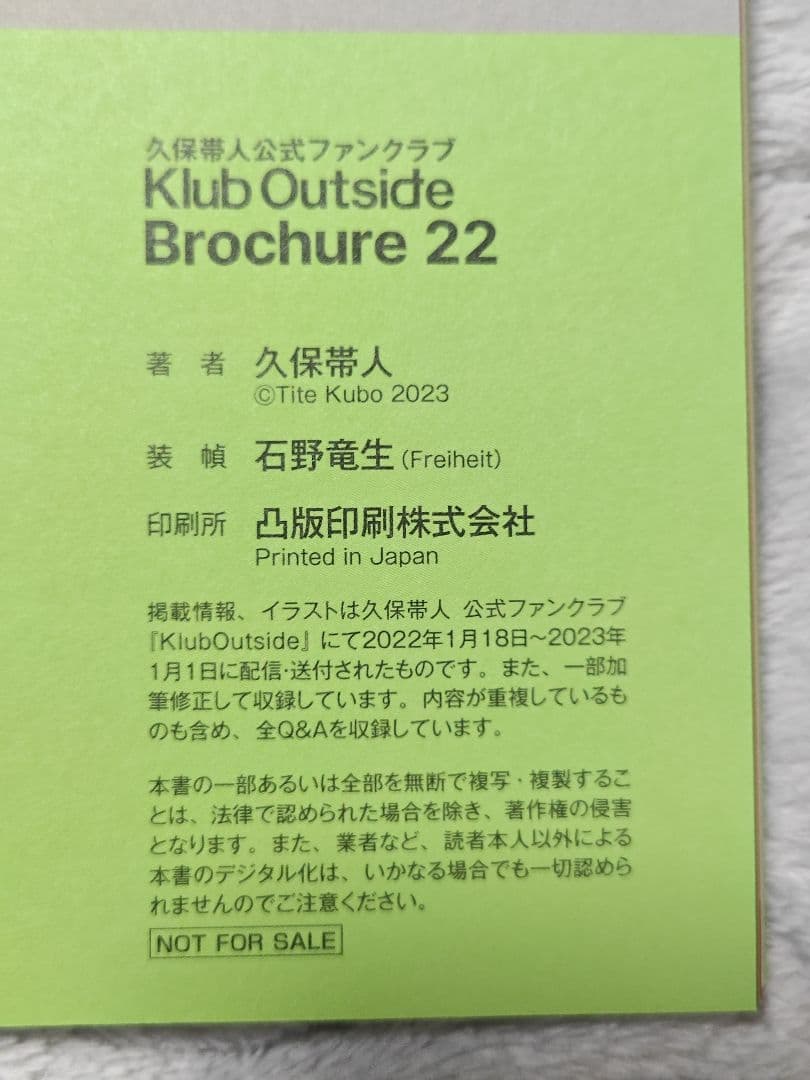 久保帯人公式ファンクラブ
Klub Outside
Brochure 22
著 者 久保帯人
©Tite Kubo 2023
装 幀 石野竜生 (Freiheit)
印刷所 凸版印刷株式会社
Printed in Japan
掲載情報、イラストは久保帯人 公式ファンクラブ
『KlubOutside』にて2022年1月18日～2023年
1月1日に配信・送付されたものです。また、一部加
筆修正して収録しています。内容が重複しているも
のも含め、全Q&Aを収録しています。
本書の一部あるいは全部を無断で複写・複製するこ
とは、法律で認められた場合を除き、著作権の侵害
となります。また、業者など、読者本人以外による
本書のデジタル化は、いかなる場合でも一切認めら
れませんのでご注意ください。
NOT FOR SALE